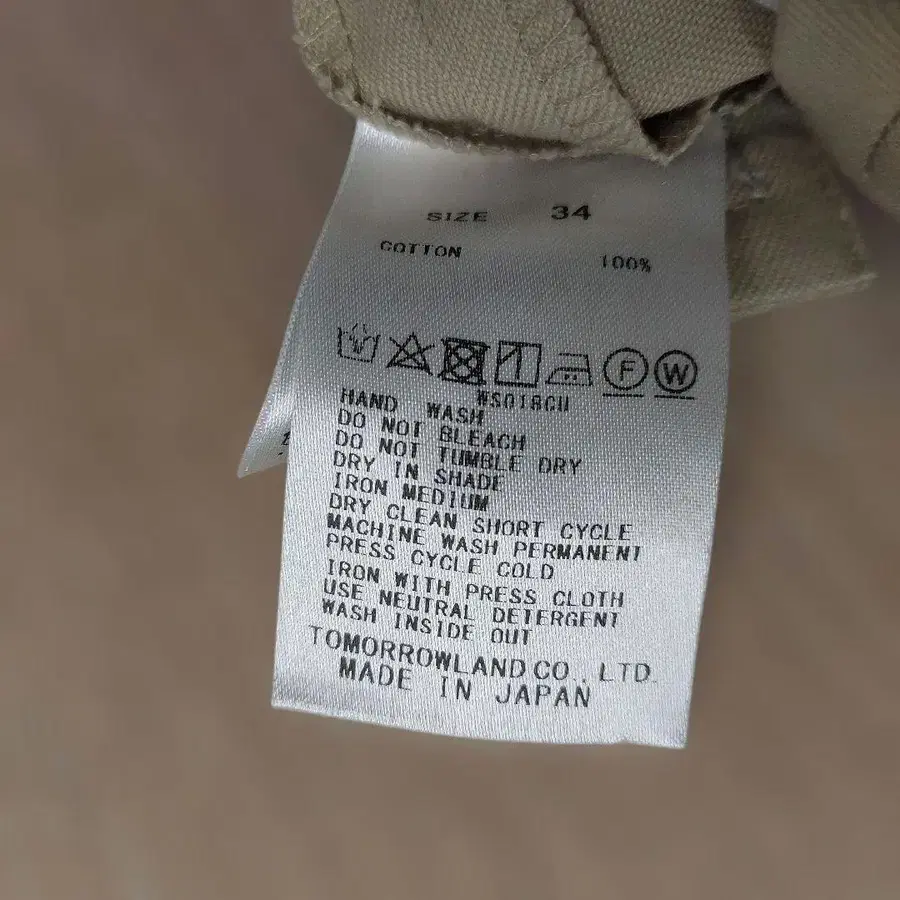 SIZE 34
COTTON 100%
F W
WS018CU
HAND WASH
DO NOT BLEACH
DO NOT TUMBLE DRY
DRY IN SHADE
IRON MEDIUM
DRY CLEAN SHORT CYCLE
MACHINE WASH PERMANENT
PRESS CYCLE COLD
IRON WITH PRESS CLOTH
USE NEUTRAL DETERGENT
WASH INSIDE OUT
TOMORROWLAND CO., LTD.
MADE IN JAPAN